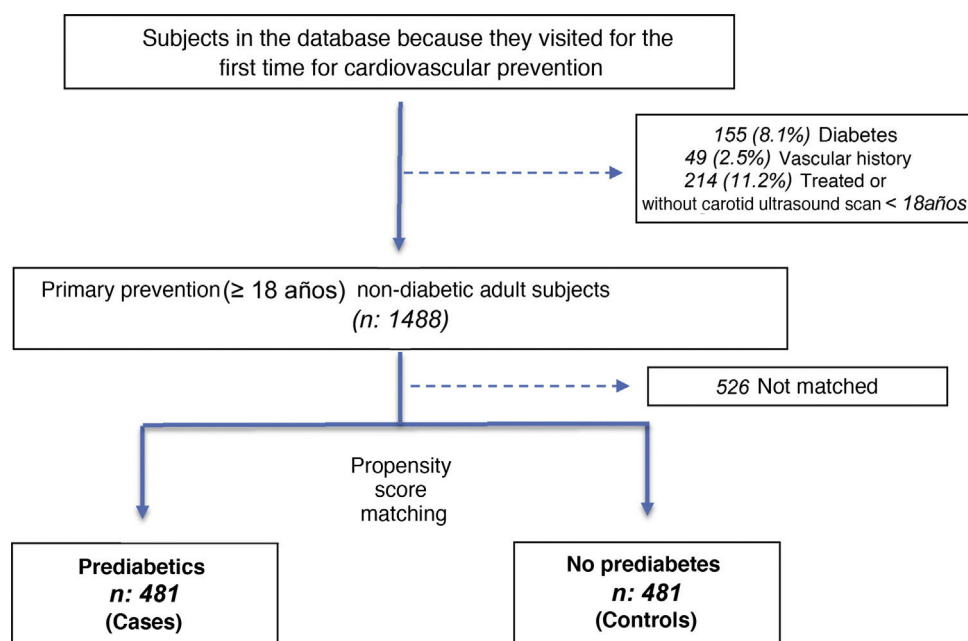 Subjects in the database because they visited for the
first time for cardiovascular prevention
155 (8.1%) Diabetes
49 (2.5%) Vascular history
214 (11.2%) Treated or
without carotid ultrasound scan < 18años
Primary prevention (≥ 18 años) non-diabetic adult subjects
(n: 1488)
526 Not matched
Propensity
score
matching
Prediabetics
n: 481
(Cases)
No prediabetes
n: 481
(Controls)